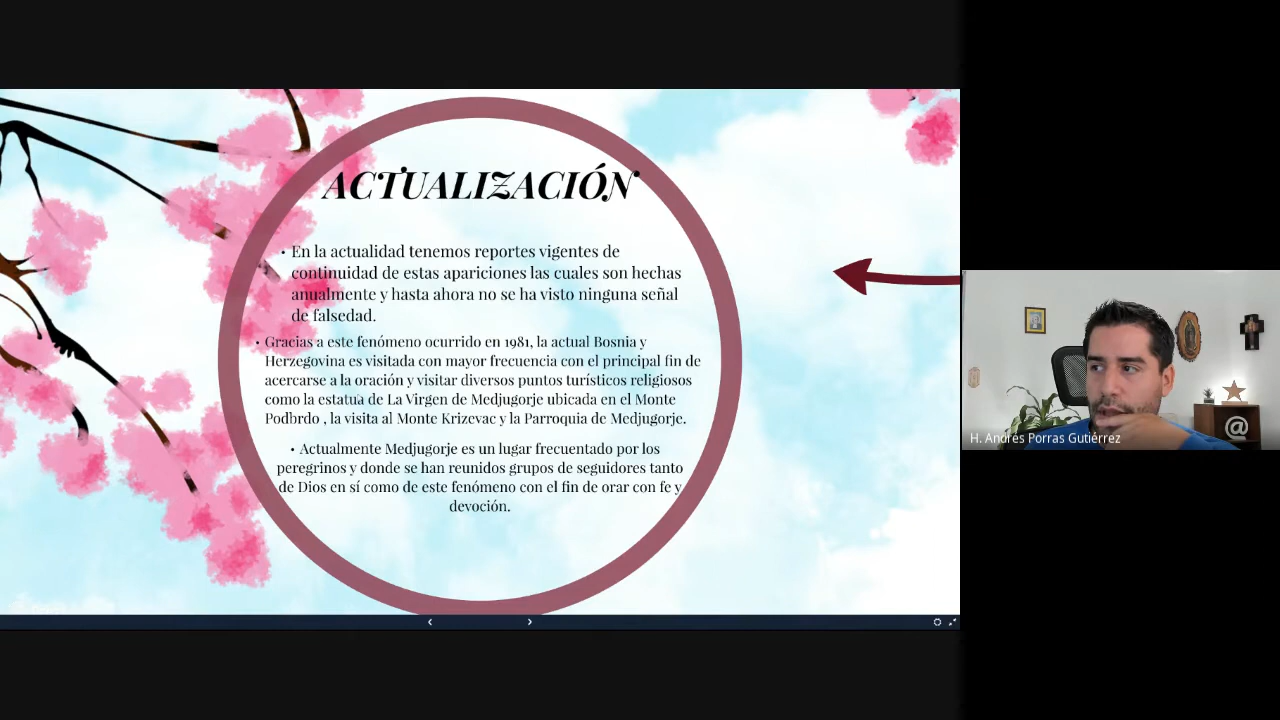 ACTUALIZACIÓN
• En la actualidad tenemos reportes vigentes de
continuidad de estas apariciones las cuales son hechas
anualmente y hasta ahora no se ha visto ninguna señal
de falsedad.
• Gracias a este fenómeno ocurrido en 1981, la actual Bosnia y
Herzegovina es visitada con mayor frecuencia con el principal fin de
acercarse a la oración y visitar diversos puntos turísticos religiosos
como la estatua de La Virgen de Medjugorje ubicada en el Monte
Podbrdo , la visita al Monte Krizevac y la Parroquia de Medjugorje.
• Actualmente Medjugorje es un lugar frecuentado por los
peregrinos y donde se han reunidos grupos de seguidores tanto
de Dios en sí como de este fenómeno con el fin de orar con fe y
devoción.
@
H. Andres Porras Gutiérrez